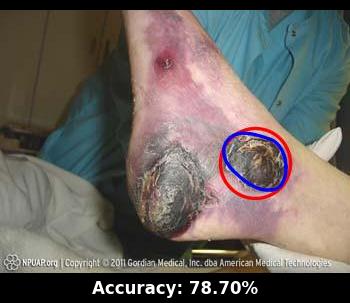 NPUAP.org | Copyright © 2011 Gordian Medical, Inc. dba American Medical Technologies
Accuracy: 78.70%